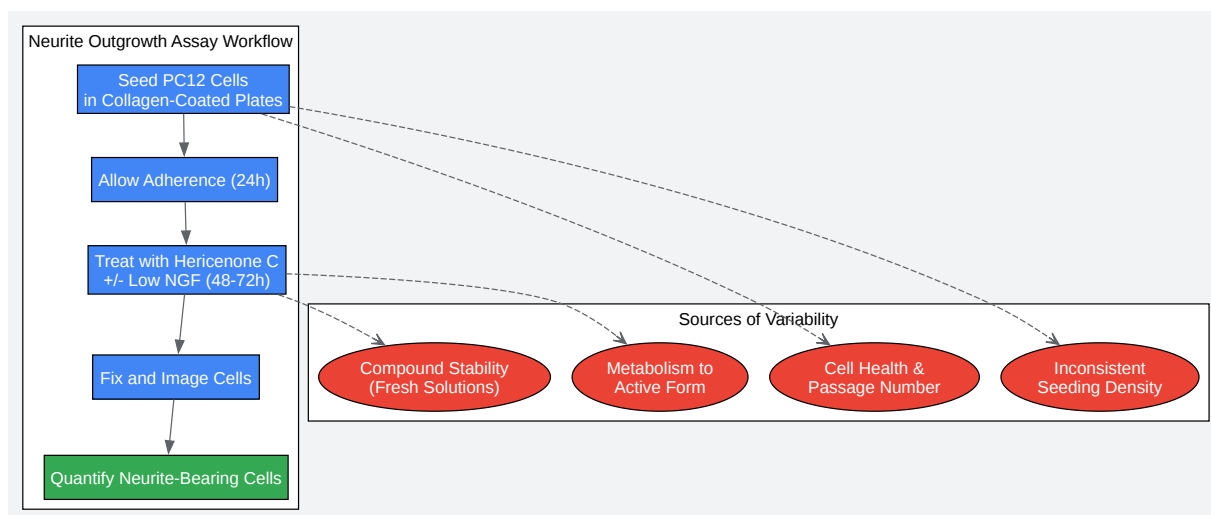 Neurite Outgrowth Assay Workflow
Seed PC12 Cells
in Collagen-Coated Plates
Allow Adherence (24h)
Treat with Hericenone C
+/- Low NGF (48-72h)
Fix and Image Cells
Quantify Neurite-Bearing Cells
Sources of Variability
Compound Stability
(Fresh Solutions)
Metabolism to
Active Form
Cell Health &
Passage Number
Inconsistent
Seeding Density